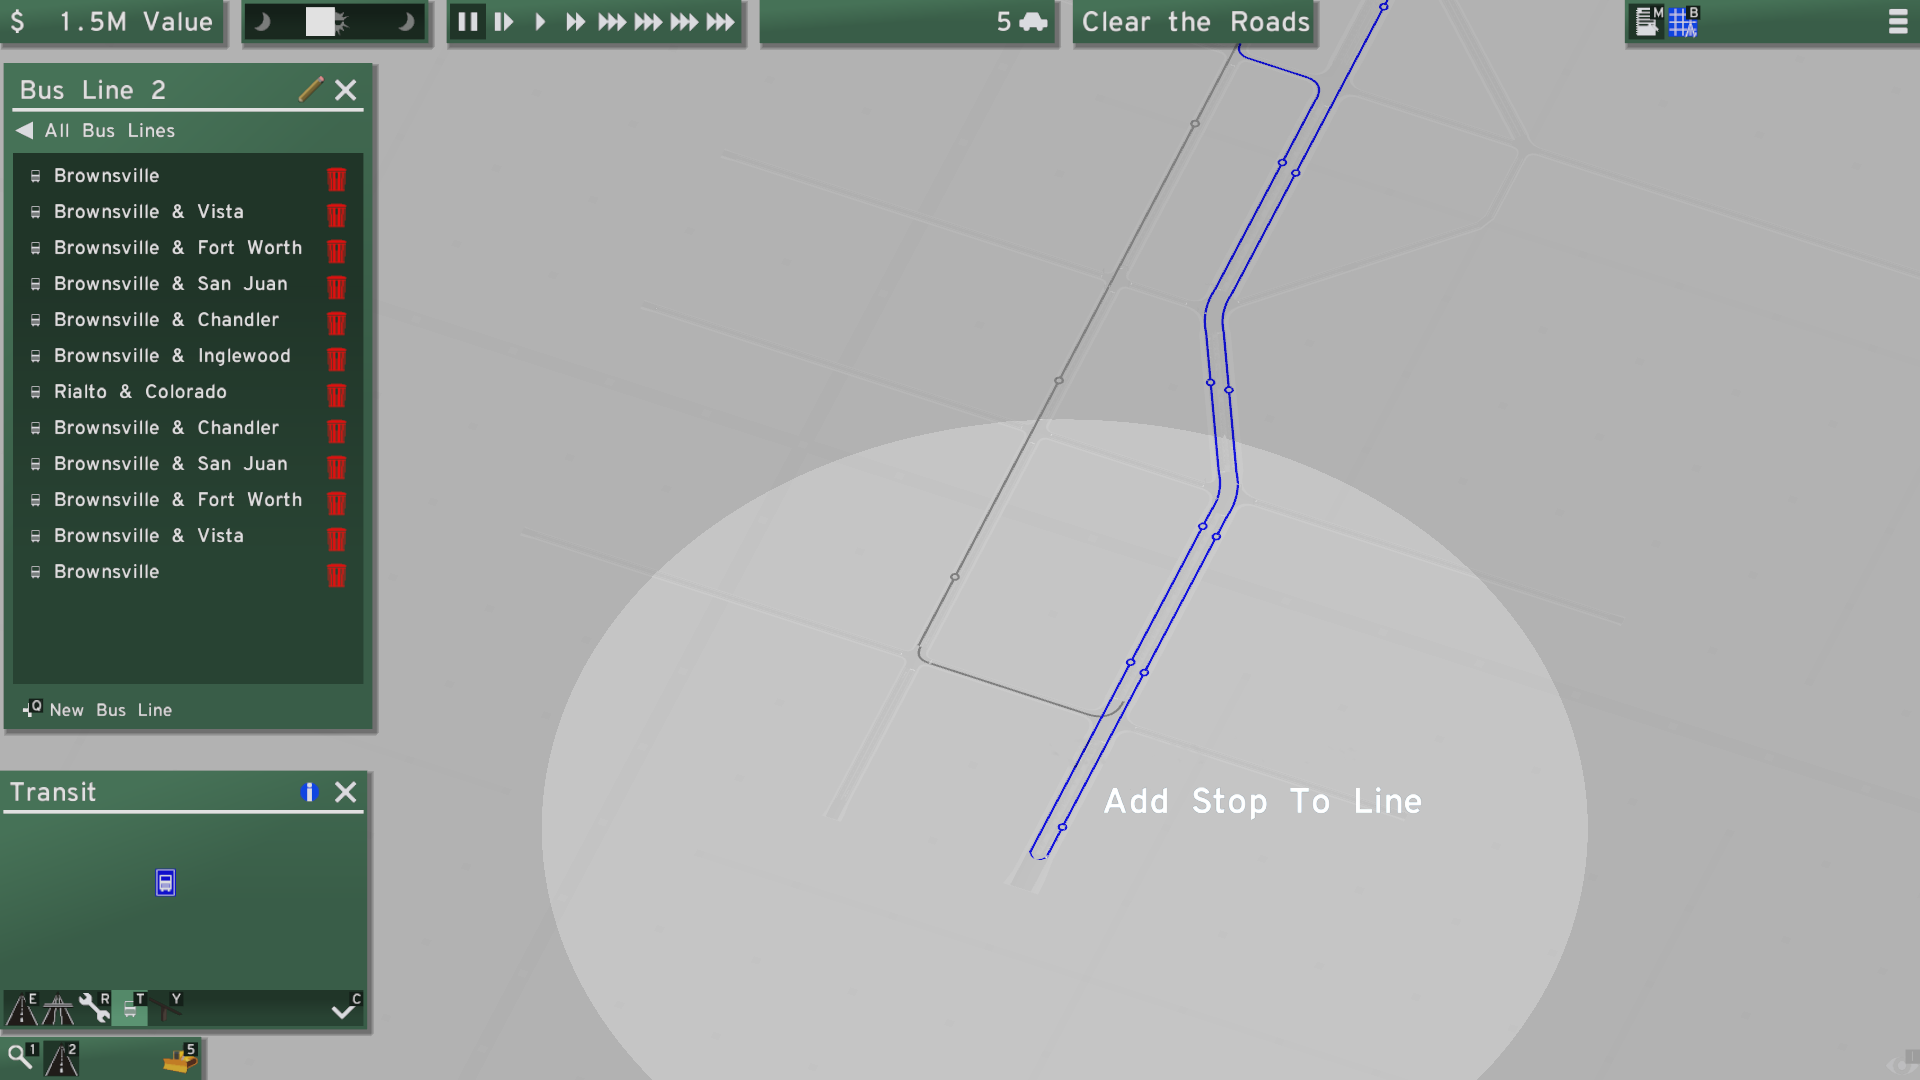 $ 1.5M Value
5
Clear the Roads
M
B
Bus Line 2
All Bus Lines
Brownsville
Brownsville & Vista
Brownsville & Fort Worth
Brownsville & San Juan
Brownsville & Chandler
Brownsville & Inglewood
Rialto & Colorado
Brownsville & Chandler
Brownsville & San Juan
Brownsville & Fort Worth
Brownsville & Vista
Brownsville
Q New Bus Line
Add Stop To Line
Transit
E R T Y C
1 2 5